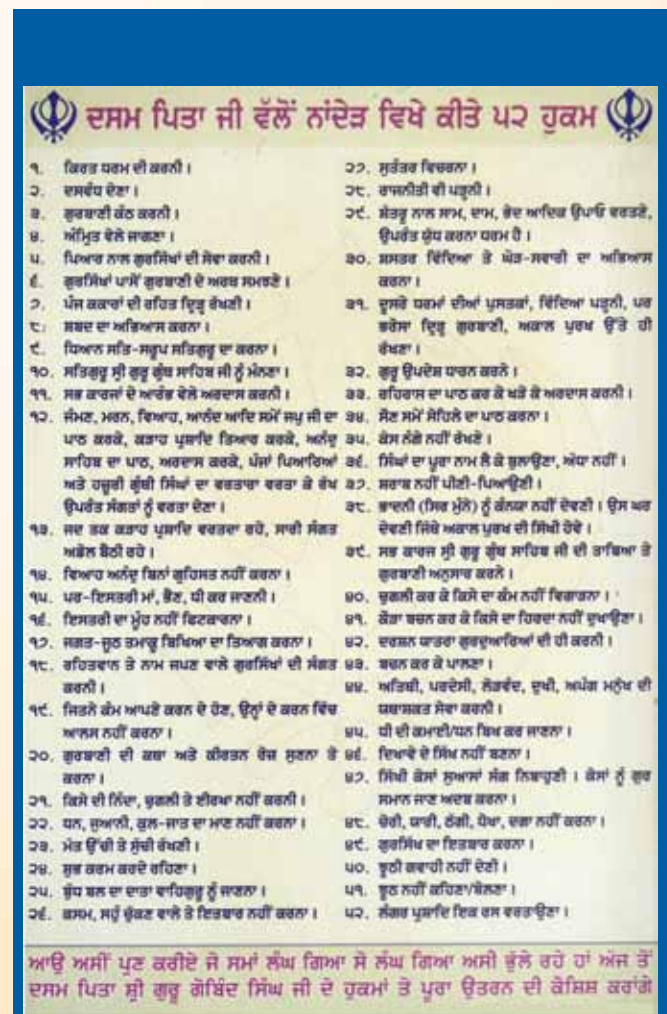 ਦਸਮ ਪਿਤਾ ਜੀ ਵੱਲੋਂ ਨਾਂਦੇੜ ਵਿਖੇ ਕੀਤੇ ੫੨ ਹੁਕਮ
੧. ਕਿਰਤ ਧਰਮ ਦੀ ਕਰਨੀ।
੨. ਦਸਵੰਧ ਦੇਣਾ।
੩. ਗੁਰਬਾਣੀ ਕੰਠ ਕਰਨੀ।
੪. ਅੰਮ੍ਰਿਤ ਵੇਲੇ ਜਾਗਣਾ।
੫. ਪਿਆਰ ਨਾਲ ਗੁਰਸਿੱਖਾਂ ਦੀ ਸੇਵਾ ਕਰਨੀ।
੬. ਗੁਰਸਿੱਖਾਂ ਪਾਸੋਂ ਗੁਰਬਾਣੀ ਦੇ ਅਰਥ ਸਮਝਣੇ।
੭. ਪੰਜ ਕਕਾਰਾਂ ਦੀ ਰਹਿਤ ਦ੍ਰਿੜ੍ਹ ਰੱਖਣੀ।
੮. ਸ਼ਬਦ ਦਾ ਅਭਿਆਸ ਕਰਨਾ।
੯. ਧਿਆਨ ਸਤਿ-ਸਰੂਪ ਸਤਿਗੁਰੂ ਦਾ ਕਰਨਾ।
੧੦. ਸਤਿਗੁਰੂ ਸ੍ਰੀ ਗੁਰੂ ਗ੍ਰੰਥ ਸਾਹਿਬ ਜੀ ਨੂੰ ਮੰਨਣਾ।
੧੧. ਸਭ ਕਾਰਜਾਂ ਦੇ ਆਰੰਭ ਵੇਲੇ ਅਰਦਾਸ ਕਰਨੀ।
੧੨. ਜੰਮਣ, ਮਰਨ, ਵਿਆਹ, ਆਨੰਦ ਆਦਿ ਸਮੇਂ ਜਪੁ ਜੀ ਦਾ
ਪਾਠ ਕਰਕੇ, ਕੜਾਹ ਪ੍ਰਸ਼ਾਦਿ ਤਿਆਰ ਕਰਕੇ, ਅਨੰਦੁ
ਸਾਹਿਬ ਦਾ ਪਾਠ, ਅਰਦਾਸ ਕਰਕੇ, ਪੰਜਾਂ ਪਿਆਰਿਆਂ
ਅਤੇ ਹਜ਼ੂਰੀ ਗ੍ਰੰਥੀ ਸਿੰਘਾਂ ਦਾ ਵਰਤਾਰਾ ਵਰਤਾ ਕੇ ਰੱਖ
ਉਪਰੰਤ ਸੰਗਤਾਂ ਨੂੰ ਵਰਤਾ ਦੇਣਾ।
੧੩. ਜਦ ਤਕ ਕੜਾਹ ਪ੍ਰਸ਼ਾਦਿ ਵਰਤਦਾ ਰਹੇ, ਸਾਰੀ ਸੰਗਤ
ਅਡੋਲ ਬੈਠੀ ਰਹੇ।
੧੪. ਵਿਆਹ ਅਨੰਦੁ ਬਿਨਾਂ ਗ੍ਰਹਿਸਤ ਨਹੀਂ ਕਰਨਾ।
੧੫. ਪਰ-ਇਸਤਰੀ ਮਾਂ, ਭੈਣ, ਧੀ ਕਰ ਜਾਣਨੀ।
੧੬. ਇਸਤਰੀ ਦਾ ਮੂੰਹ ਨਹੀਂ ਫਿਟਕਾਰਨਾ।
੧੭. ਜਗਤ-ਜੂਠ ਤਮਾਕੂ ਬਿਖਿਆ ਦਾ ਤਿਆਗ ਕਰਨਾ।
੧੮. ਰਹਿਤਵਾਨ ਤੇ ਨਾਮ ਜਪਣ ਵਾਲੇ ਗੁਰਸਿੱਖਾਂ ਦੀ ਸੰਗਤ
ਕਰਨੀ।
੧੯. ਜਿਤਨੇ ਕੰਮ ਆਪਣੇ ਕਰਨ ਦੇ ਹੋਣ, ਉਨ੍ਹਾਂ ਦੇ ਕਰਨ ਵਿੱਚ
ਆਲਸ ਨਹੀਂ ਕਰਨਾ।
੨੦. ਗੁਰਬਾਣੀ ਦੀ ਕਥਾ ਅਤੇ ਕੀਰਤਨ ਰੋਜ਼ ਸੁਣਨਾ ਤੇ
ਕਰਨਾ।
੨੧. ਕਿਸੇ ਦੀ ਨਿੰਦਾ, ਚੁਗਲੀ ਤੇ ਈਰਖਾ ਨਹੀਂ ਕਰਨੀ।
੨੨. ਧਨ, ਜੁਆਨੀ, ਕੁਲ-ਜਾਤ ਦਾ ਮਾਣ ਨਹੀਂ ਕਰਨਾ।
੨੩. ਮੱਤ ਉੱਚੀ ਤੇ ਸੁੱਚੀ ਰੱਖਣੀ।
੨੪. ਸ਼ੁਭ ਕਰਮ ਕਰਦੇ ਰਹਿਣਾ।
੨੫. ਬੁੱਧ ਬਲ ਦਾ ਦਾਤਾ ਵਾਹਿਗੁਰੂ ਨੂੰ ਜਾਣਨਾ।
੨੬. ਕਸਮ, ਸਹੁੰ ਚੁੱਕਣ ਵਾਲੇ ਤੇ ਇਤਬਾਰ ਨਹੀਂ ਕਰਨਾ।
੨੭. ਸੁਤੰਤਰ ਵਿਚਰਨਾ।
੨੮. ਰਾਜਨੀਤੀ ਵੀ ਪੜ੍ਹਨੀ।
੨੯. ਸ਼ੱਤਰੂ ਨਾਲ ਸਾਮ, ਦਾਮ, ਭੇਦ ਆਦਿਕ ਉਪਾਓ ਵਰਤਣੇ,
ਉਪਰੰਤ ਯੁੱਧ ਕਰਨਾ ਧਰਮ ਹੈ।
੩੦. ਸ਼ਸਤਰ ਵਿੱਦਿਆ ਤੇ ਘੋੜ-ਸਵਾਰੀ ਦਾ ਅਭਿਆਸ
ਕਰਨਾ।
੩੧. ਦੂਸਰੇ ਧਰਮਾਂ ਦੀਆਂ ਪੁਸਤਕਾਂ, ਵਿੱਦਿਆ ਪੜ੍ਹਨੀ, ਪਰ
ਭਰੋਸਾ ਦ੍ਰਿੜ੍ਹ ਗੁਰਬਾਣੀ, ਅਕਾਲ ਪੁਰਖ ਉੱਤੇ ਹੀ
ਰੱਖਣਾ।
੩੨. ਗੁਰੂ ਉਪਦੇਸ਼ ਧਾਰਨ ਕਰਨੇ।
੩੩. ਰਹਿਰਾਸ ਦਾ ਪਾਠ ਕਰ ਕੇ ਖੜੇ ਕੇ ਅਰਦਾਸ ਕਰਨੀ।
੩੪. ਸੌਣ ਸਮੇਂ ਸੋਹਿਲੇ ਦਾ ਪਾਠ ਕਰਨਾ।
੩੫. ਕੇਸ ਨੰਗੇ ਨਹੀਂ ਰੱਖਣੇ।
੩੬. ਸਿੰਘਾਂ ਦਾ ਪੂਰਾ ਨਾਮ ਲੈ ਕੇ ਬੁਲਾਉਣਾ, ਅੱਧਾ ਨਹੀਂ।
੩੭. ਸ਼ਰਾਬ ਨਹੀਂ ਪੀਣੀ-ਪਿਆਉਣੀ।
੩੮. ਭਾਦਨੀ (ਸਿਰ ਮੁੰਨੇ) ਨੂੰ ਕੰਨਿਆ ਨਹੀਂ ਦੇਵਣੀ। ਉਸ ਘਰ
ਦੇਵਣੀ ਜਿੱਥੇ ਅਕਾਲ ਪੁਰਖ ਦੀ ਸਿੱਖੀ ਹੋਵੇ।
੩੯. ਸਭ ਕਾਰਜ ਸ੍ਰੀ ਗੁਰੂ ਗ੍ਰੰਥ ਸਾਹਿਬ ਜੀ ਦੀ ਤਾਬਿਆ ਤੇ
ਗੁਰਬਾਣੀ ਅਨੁਸਾਰ ਕਰਨੇ।
੪੦. ਚੁਗਲੀ ਕਰ ਕੇ ਕਿਸੇ ਦਾ ਕੰਮ ਨਹੀਂ ਵਿਗਾੜਨਾ।
੪੧. ਕੌੜਾ ਬਚਨ ਕਰ ਕੇ ਕਿਸੇ ਦਾ ਹਿਰਦਾ ਨਹੀਂ ਦੁਖਾਉਣਾ।
੪੨. ਦਰਸ਼ਨ ਯਾਤਰਾ ਗੁਰਦੁਆਰਿਆਂ ਦੀ ਹੀ ਕਰਨੀ।
੪੩. ਬਚਨ ਕਰ ਕੇ ਪਾਲਣਾ।
੪੪. ਅਤਿਥੀ, ਪਰਦੇਸੀ, ਲੋੜਵੰਦ, ਦੁਖੀ, ਅਪੰਗ ਮਨੁੱਖ ਦੀ
ਯਥਾਸ਼ਕਤ ਸੇਵਾ ਕਰਨੀ।
੪੫. ਧੀ ਦੀ ਕਮਾਈ/ਧਨ ਬਿਖ ਕਰ ਜਾਣਨਾ।
੪੬. ਦਿਖਾਵੇ ਦੇ ਸਿੱਖ ਨਹੀਂ ਬਣਨਾ।
੪੭. ਸਿੱਖੀ ਕੇਸਾਂ ਸੁਆਸਾਂ ਸੰਗ ਨਿਬਾਹੁਣੀ। ਕੇਸਾਂ ਨੂੰ ਗੁਰ
ਸਮਾਨ ਜਾਣ ਅਦਬ ਕਰਨਾ।
੪੮. ਚੋਰੀ, ਯਾਰੀ, ਠੱਗੀ, ਧੋਖਾ, ਦਗਾ ਨਹੀਂ ਕਰਨਾ।
੪੯. ਗੁਰਸਿੱਖ ਦਾ ਇਤਬਾਰ ਕਰਨਾ।
੫੦. ਝੂਠੀ ਗਵਾਹੀ ਨਹੀਂ ਦੇਣੀ।
੫੧. ਝੂਠ ਨਹੀਂ ਕਹਿਣਾ/ਬੋਲਣਾ।
੫੨. ਲੰਗਰ ਪ੍ਰਸ਼ਾਦਿ ਇਕ ਰਸ ਵਰਤਾਉਣਾ।
ਆਉ ਅਸੀਂ ਪ੍ਰਣ ਕਰੀਏ ਜੋ ਸਮਾਂ ਲੰਘ ਗਿਆ ਸੋ ਲੰਘ ਗਿਆ ਅਸੀ ਭੁੱਲੇ ਰਹੇ ਹਾਂ ਅੱਜ ਤੋਂ
ਦਸਮ ਪਿਤਾ ਸ਼੍ਰੀ ਗੁਰੂ ਗੋਬਿੰਦ ਸਿੰਘ ਜੀ ਦੇ ਹੁਕਮਾਂ ਤੇ ਪੂਰਾ ਉਤਰਨ ਦੀ ਕੋਸ਼ਿਸ਼ ਕਰਾਂਗੇ